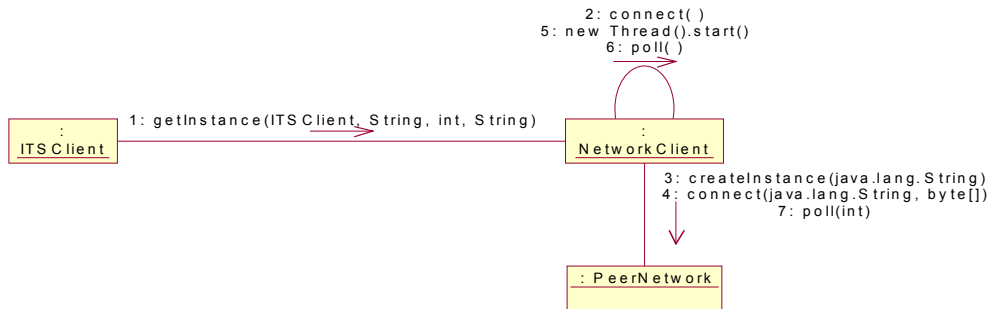 2: connect( )
5: new Thread().start()
6: poll( )
1: getInstance(ITSClient, String, int, String)
:
ITSClient
:
NetworkClient
3: createInstance(java.lang.String)
4: connect(java.lang.String, byte[])
7: poll(int)
: PeerNetwork